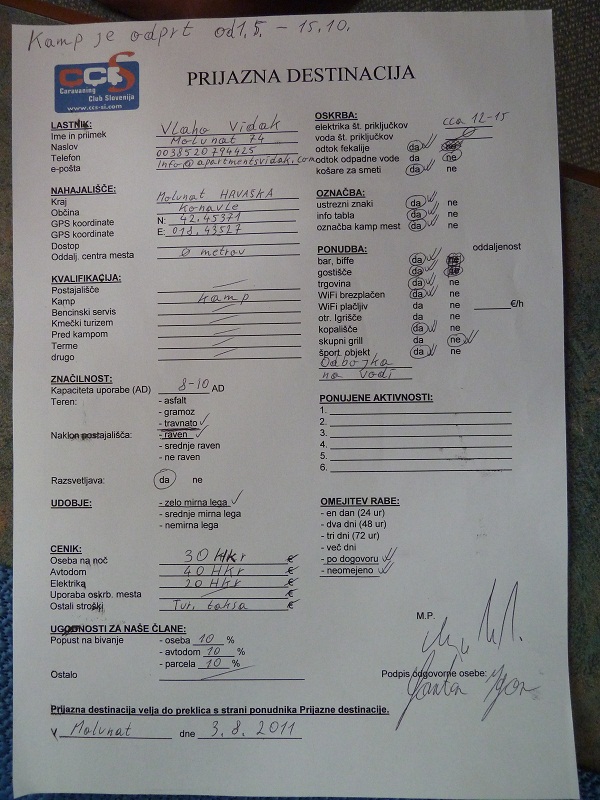 Kamp je odprt od 1.5. - 15.10.
ccs
Caravaning
Club Slovenija
www.ccs-si.com
PRIJAZNA DESTINACIJA
LASTNIK:
Ime in priimek Vlaho Vidak
Naslov Molunat 74
Telefon 0038520794425
e-pošta info@apartmentsvidak.com
NAHAJALIŠČE:
Kraj Molunat HRVAŠKA
Občina Konavle
GPS koordinate N: 42.45371
GPS koordinate E: 018.43527
Dostop
Oddalj. centra mesta 0 metrov
KVALIFIKACIJA:
Postajališče
Kamp kamp
Bencinski servis
Kmečki turizem
Pred kampom
Terme
drugo
ZNAČILNOST:
Kapaciteta uporabe (AD) 8-10 AD
Teren: - asfalt
- gramoz
- travnato
Naklon postajališča: - raven
- srednje raven
- ne raven
Razsvetljava: da ne
UDOBJE: - zelo mirna lega
- srednje mirna lega
- nemirna lega
CENIK:
Oseba na noč 30 Hkr €
Avtodom 40 Hkr €
Elektrika 20 Hkr €
Uporaba oskrb. mesta €
Ostali stroški Tur. taksa €
UGODNOSTI ZA NAŠE ČLANE:
Popust na bivanje - oseba 10 %
- avtodom 10 %
- parcela 10 %
Ostalo
OSKRBA:
elektrika št. priključkov cca 12-15
voda št. priključkov
odtok fekalije da ne
odtok odpadne vode da ne
košare za smeti da ne
OZNAČBA:
ustrezni znaki da ne
info tabla da ne
označba kamp mest da ne
PONUDBA: oddaljenost
bar, biffe da ne
gostišče da ne
trgovina da ne
WiFi brezplačen da ne
WiFi plačljiv da ne €/h
otr. Igrišče da ne
kopališče da ne
skupni grill da ne
šport. objekt da ne
Odbojka
na vodi
PONUJENE AKTIVNOSTI:
1.
2.
3.
4.
5.
6.
OMEJITEV RABE:
- en dan (24 ur)
- dva dni (48 ur)
- tri dni (72 ur)
- več dni
- po dogovoru
- neomejeno
M.P.
Podpis odgovorne osebe:
Prijazna destinacija velja do preklica s strani ponudnika Prijazne destinacije.
V Molunat dne 3.8.2011